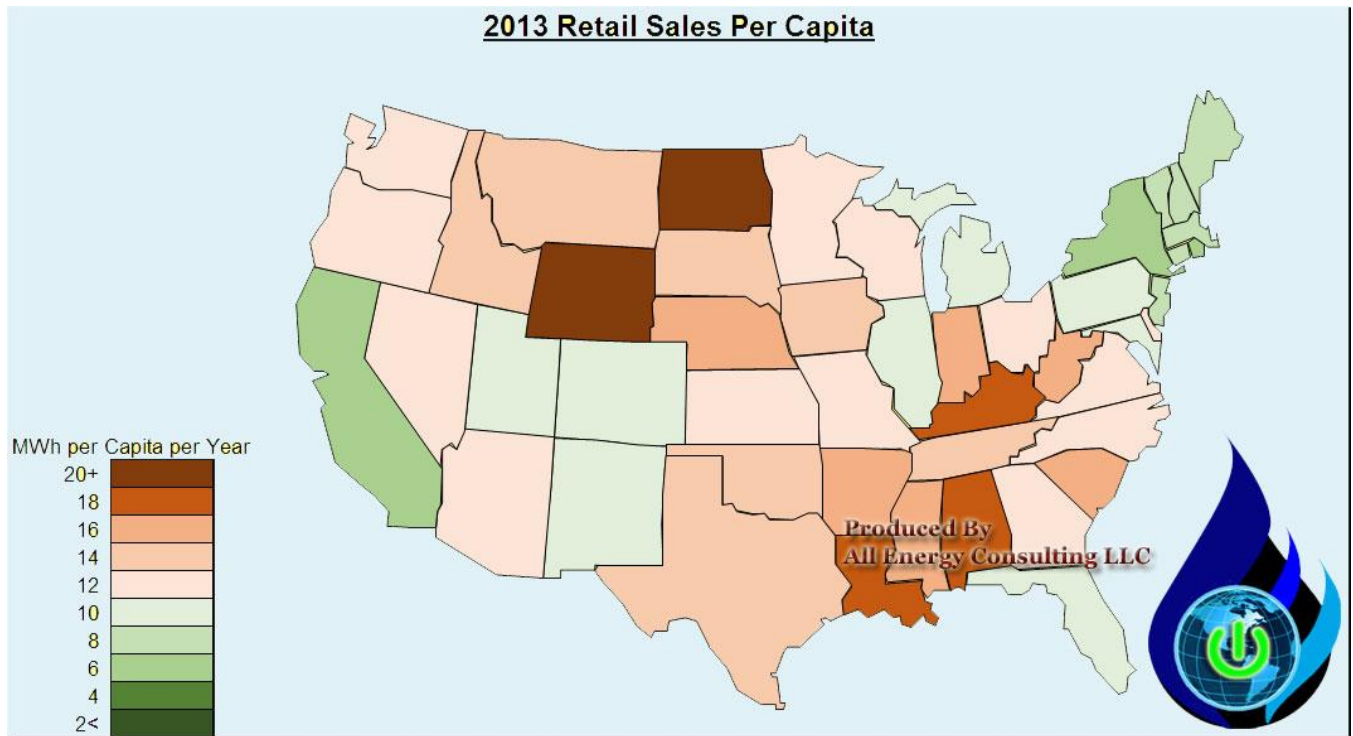 2013 Retail Sales Per Capita
MWh per Capita per Year
20+
18
16
14
12
10
8
6
4
2<
Produced By
All Energy Consulting LLC